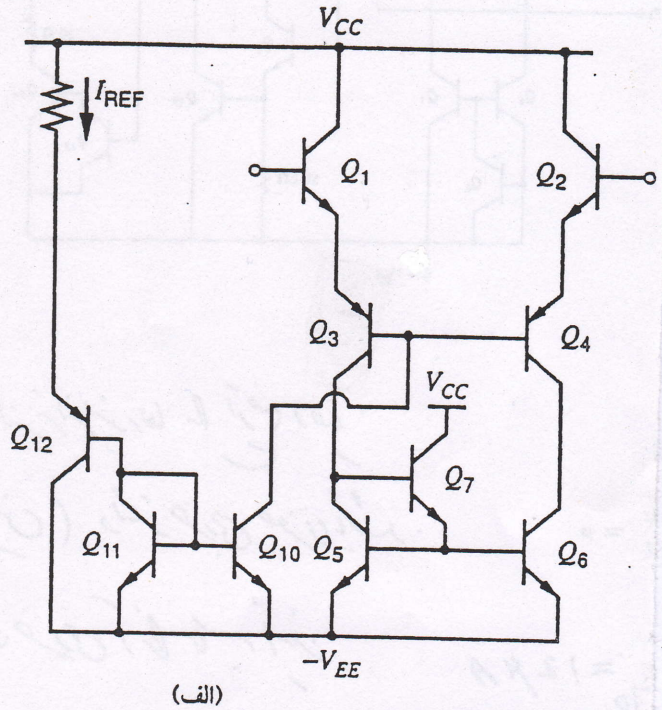 V_CC
I_REF
Q_1
Q_2
Q_3
Q_4
V_CC
Q_12
Q_7
Q_11
Q_10
Q_5
Q_6
-V_EE
(الف)